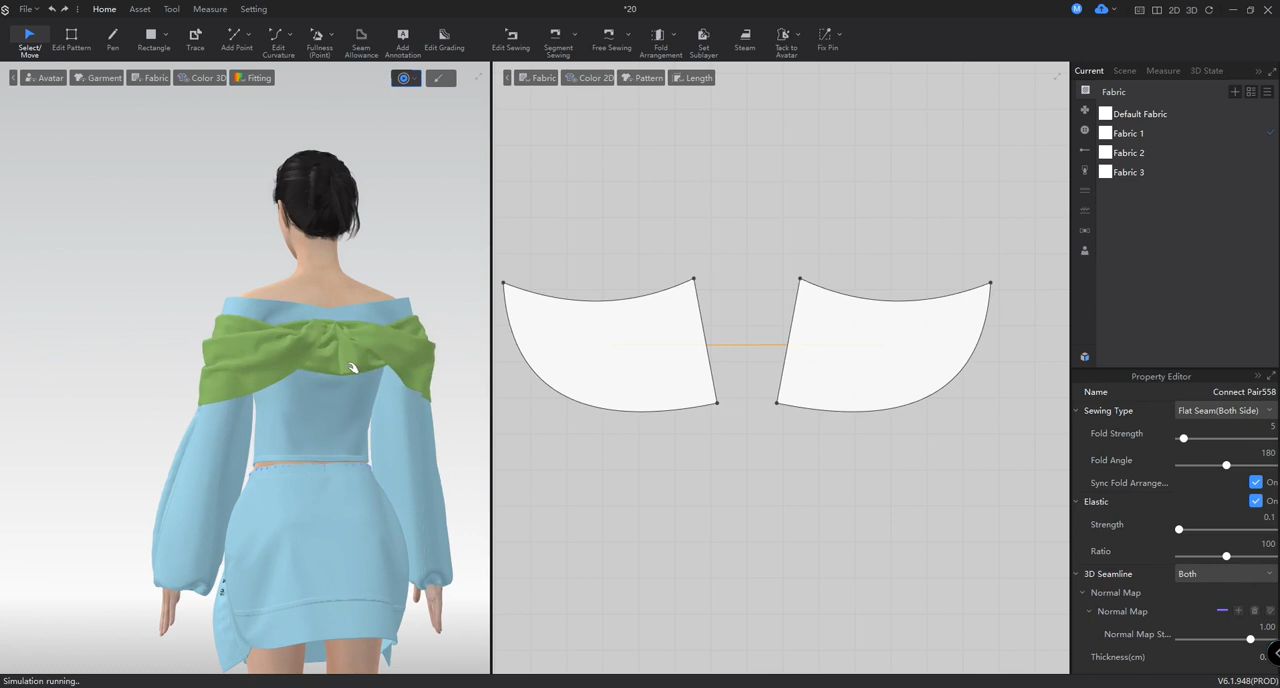 File
Home
Asset
Tool
Measure
Setting
*20
M
2D
3D
Select/
Move
Edit Pattern
Pen
Rectangle
Trace
Add Point
Edit
Curvature
Fullness
(Point)
Seam
Allowance
Add
Annotation
Edit Grading
Edit Sewing
Segment
Sewing
Free Sewing
Fold
Arrangement
Set
Sublayer
Steam
Tack to
Avatar
Fix Pin
Avatar
Garment
Fabric
Color 3D
Fitting
Fabric
Color 2D
Pattern
Length
Current
Scene
Measure
3D State
Fabric
Default Fabric
Fabric 1
Fabric 2
Fabric 3
Property Editor
Name
Connect Pair558
Sewing Type
Flat Seam(Both Side)
Fold Strength
5
Fold Angle
180
Sync Fold Arrange...
On
Elastic
On
Strength
0.1
Ratio
100
3D Seamline
Both
Normal Map
Normal Map
Normal Map St...
1.00
Thickness(cm)
0.
Simulation running..
V6.1.948(PROD)